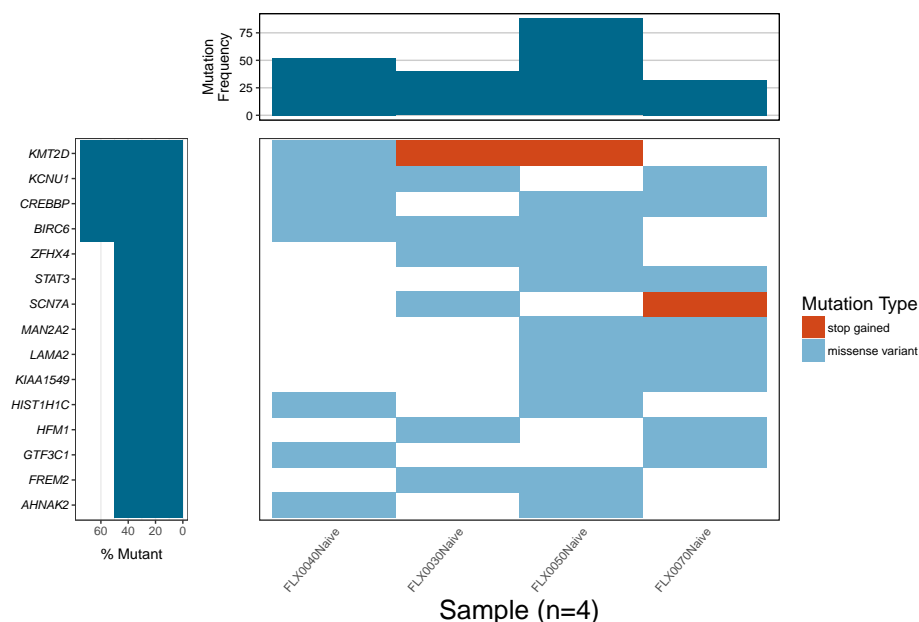 Mutation
Frequency
75
50
25
0
KMT2D
KCNU1
CREBBP
BIRC6
ZFHX4
STAT3
SCN7A
MAN2A2
LAMA2
KIAA1549
HIST1H1C
HFM1
GTF3C1
FREM2
AHNAK2
60 40 20 0
% Mutant
FLX0040Naive
FLX0030Naive
FLX0050Naive
FLX0070Naive
Sample (n=4)
Mutation Type
stop gained
missense variant